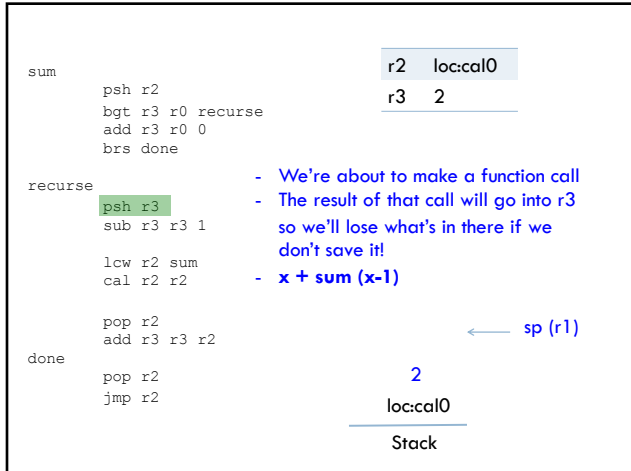 sum
psh r2
bgt r3 r0 recurse
add r3 r0 0
brs done
recurse
psh r3
sub r3 r3 1
lcw r2 sum
cal r2 r2
pop r2
add r3 r3 r2
done
pop r2
jmp r2
r2 loc:cal0
r3 2
- We're about to make a function call
- The result of that call will go into r3
so we'll lose what's in there if we
don't save it!
- x + sum (x-1)
sp (r1)
2
loc:cal0
Stack